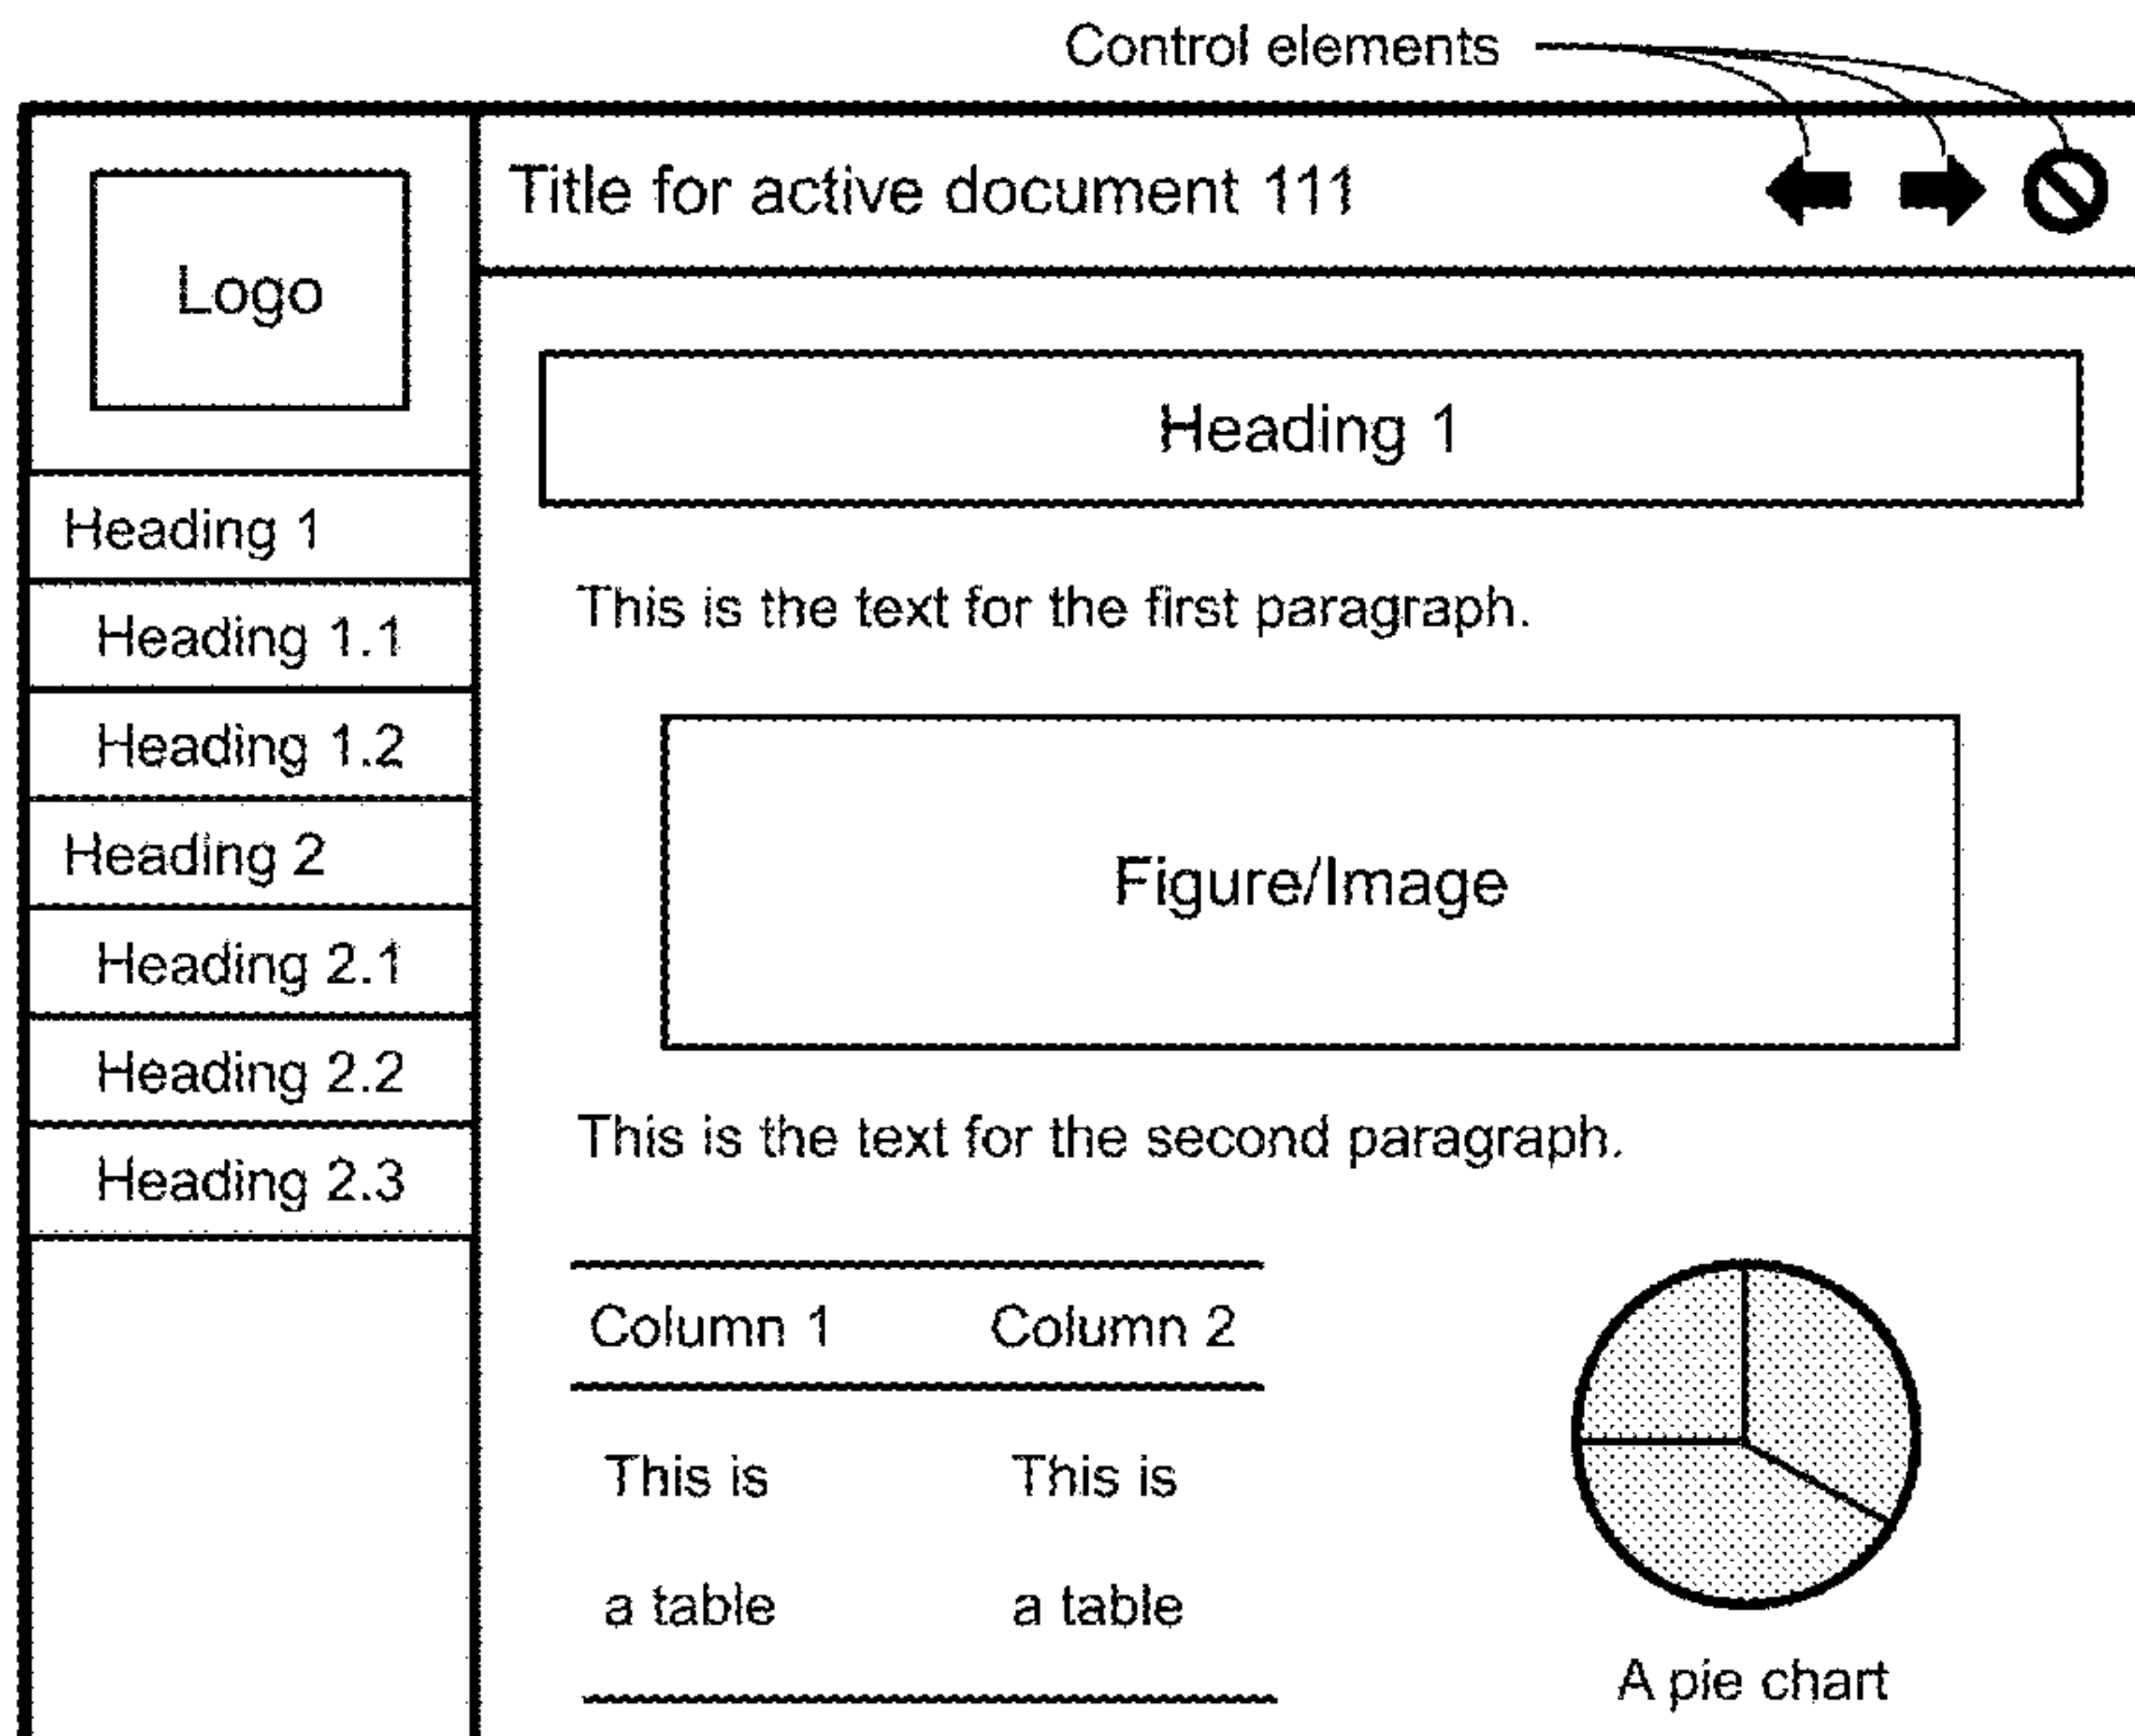 Control elements
Logo
Title for active document 111
Heading 1
Heading 1.1
Heading 1.2
Heading 2
Heading 2.1
Heading 2.2
Heading 2.3
Heading 1
This is the text for the first paragraph.
Figure/Image
This is the text for the second paragraph.
Column 1 Column 2
This is This is
a table a table
A pie chart